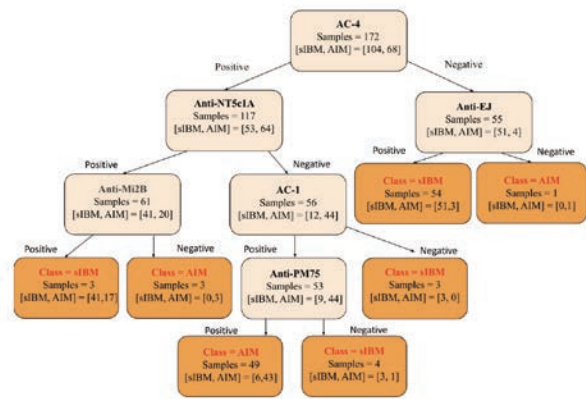 AC-4
Samples = 172
[sIBM, AIM] = [104, 68]
Positive
Negative
Anti-NT5c1A
Samples = 117
[sIBM, AIM] = [53, 64]
Anti-EJ
Samples = 55
[sIBM, AIM] = [51, 4]
Positive
Negative
Positive
Negative
Anti-Mi2B
Samples = 61
[sIBM, AIM] = [41, 20]
AC-1
Samples = 56
[sIBM, AIM] = [12, 44]
Class = sIBM
Samples = 54
[sIBM, AIM] = [51,3]
Class = AIM
Samples = 1
[sIBM, AIM] = [0,1]
Positive
Negative
Positive
Negative
Class = sIBM
Samples = 3
[sIBM, AIM] = [41,17]
Class = AIM
Samples = 3
[sIBM, AIM] = [0,3]
Anti-PM75
Samples = 53
[sIBM, AIM] = [9, 44]
Class = sIBM
Samples = 3
[sIBM, AIM] = [3, 0]
Positive
Negative
Class = AIM
Samples = 49
[sIBM, AIM] = [6,43]
Class = sIBM
Samples = 4
[sIBM, AIM] = [3, 1]